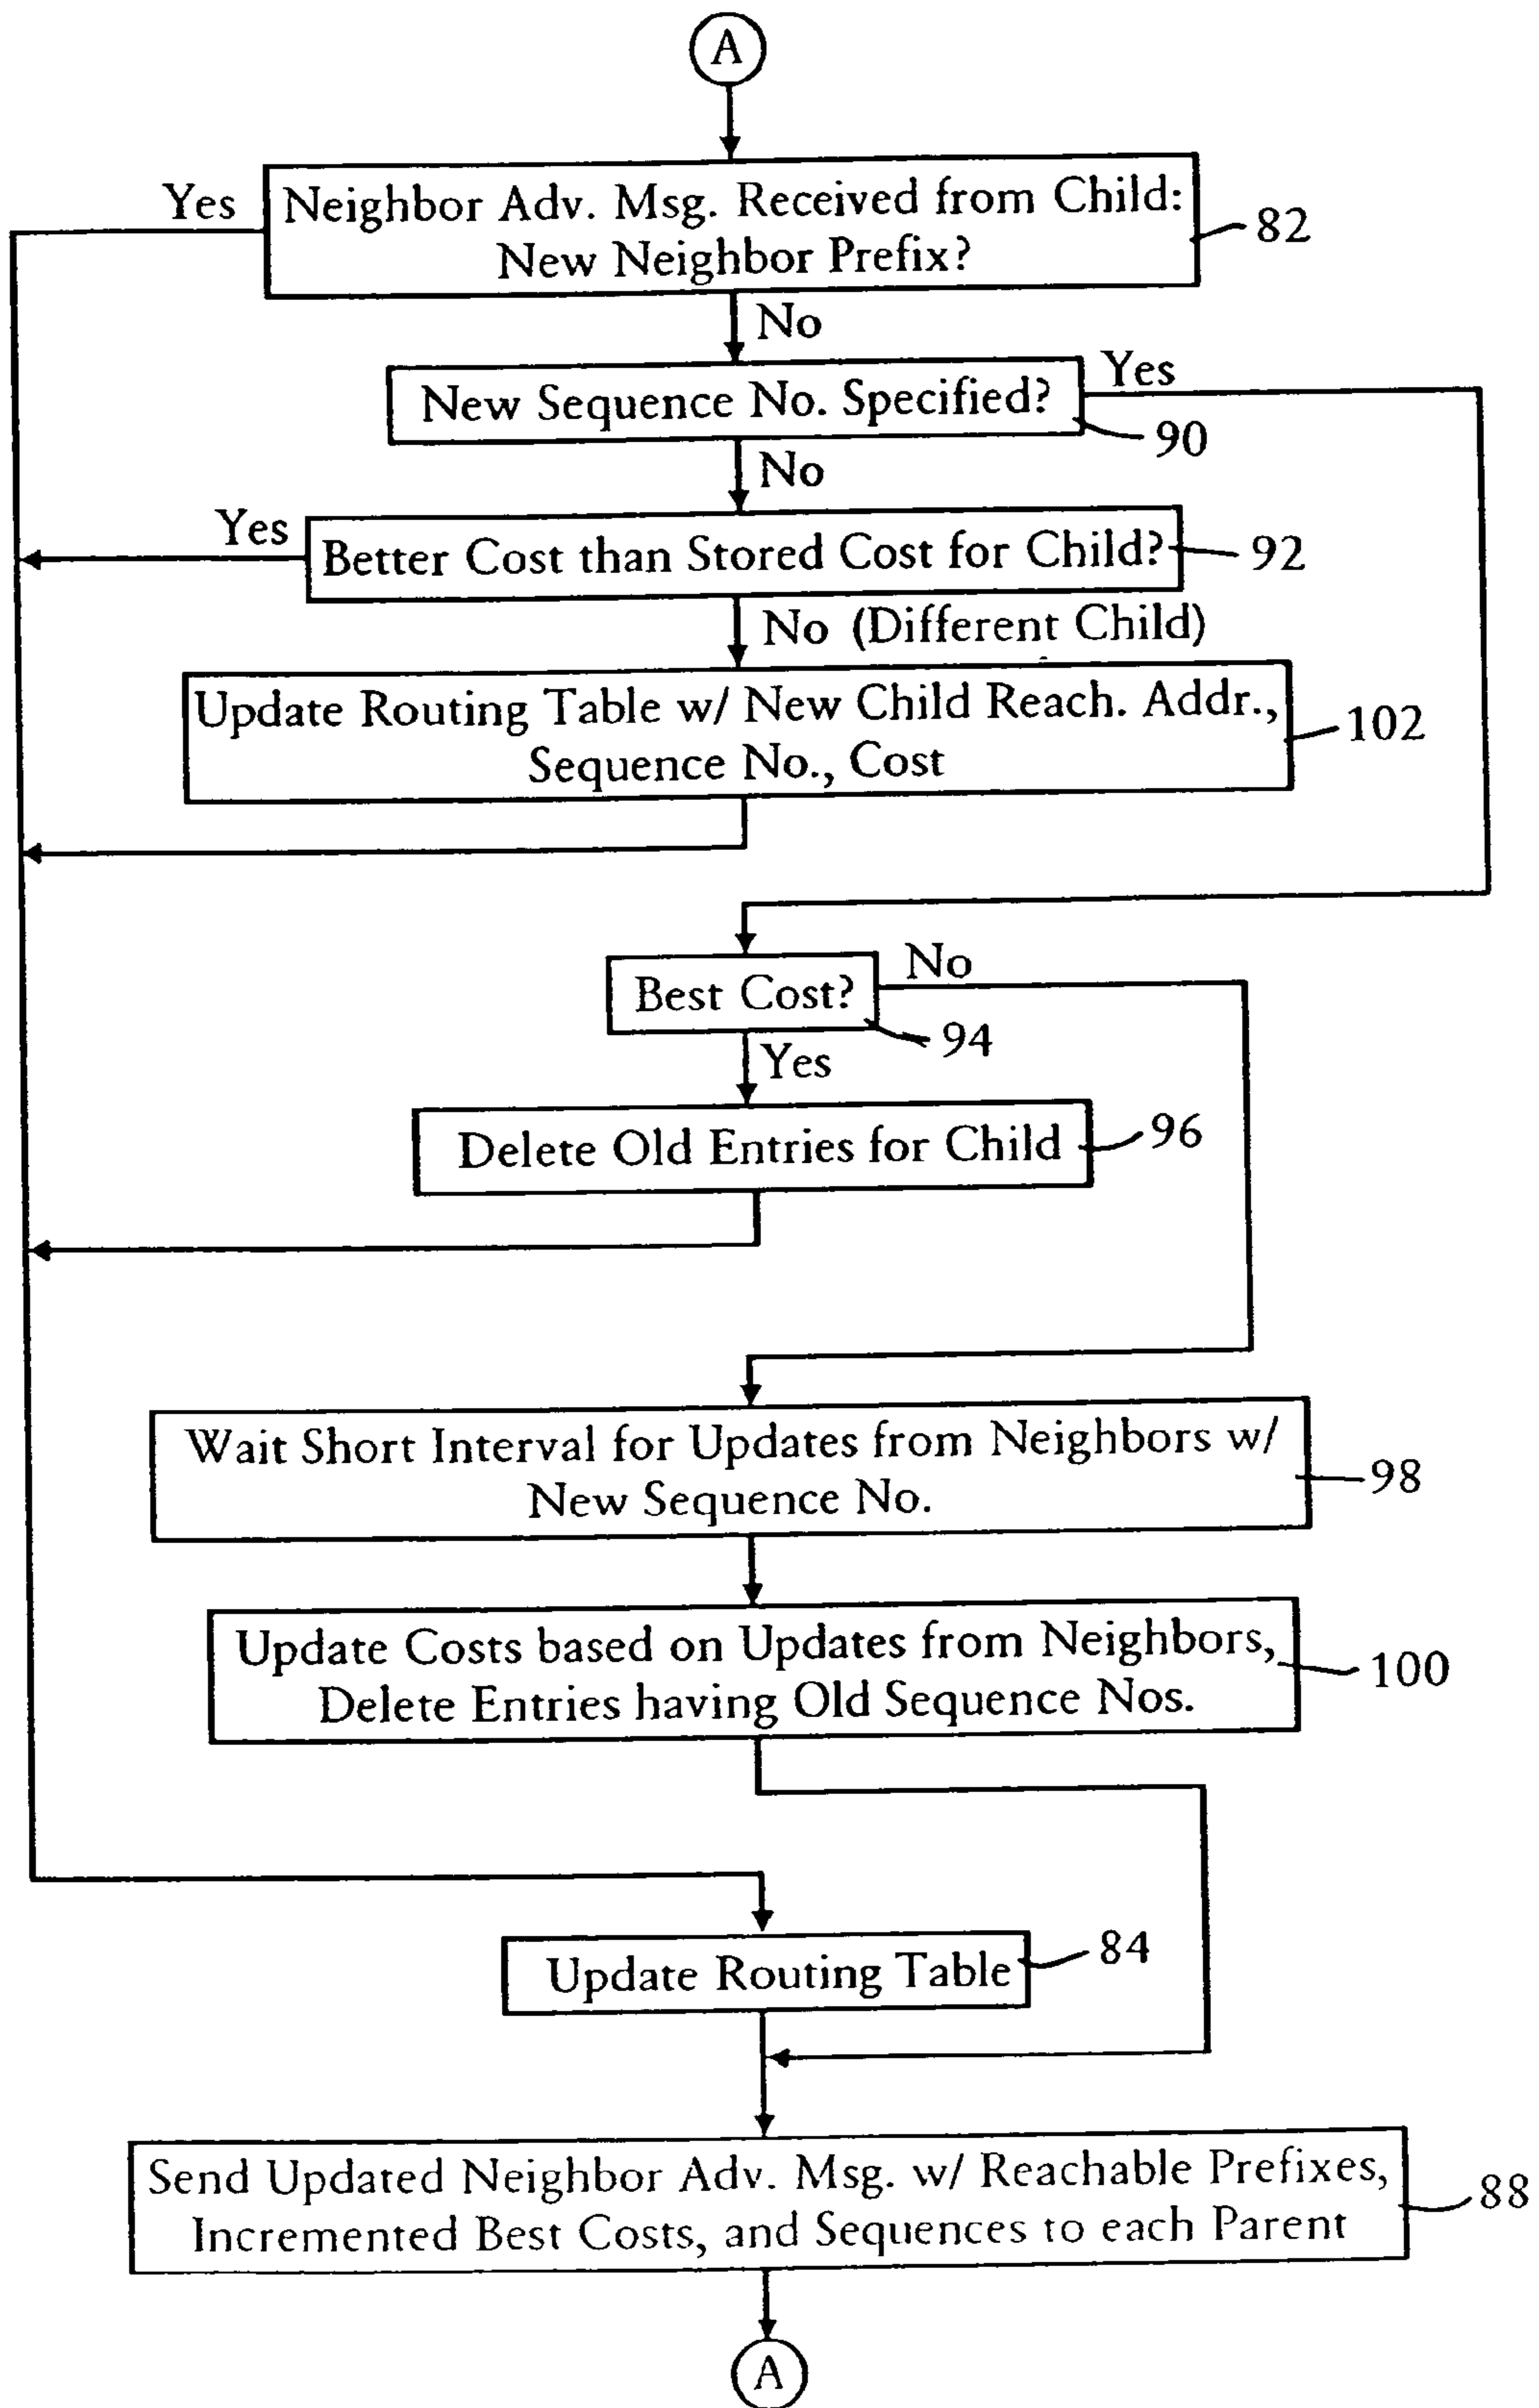 A
Yes
Neighbor Adv. Msg. Received from Child:
New Neighbor Prefix?
82
No
New Sequence No. Specified?
Yes
90
No
Yes
Better Cost than Stored Cost for Child?
92
No (Different Child)
Update Routing Table w/ New Child Reach. Addr.,
Sequence No., Cost
102
Best Cost?
No
94
Yes
Delete Old Entries for Child
96
Wait Short Interval for Updates from Neighbors w/
New Sequence No.
98
Update Costs based on Updates from Neighbors,
Delete Entries having Old Sequence Nos.
100
Update Routing Table
84
Send Updated Neighbor Adv. Msg. w/ Reachable Prefixes,
Incremented Best Costs, and Sequences to each Parent
88
A